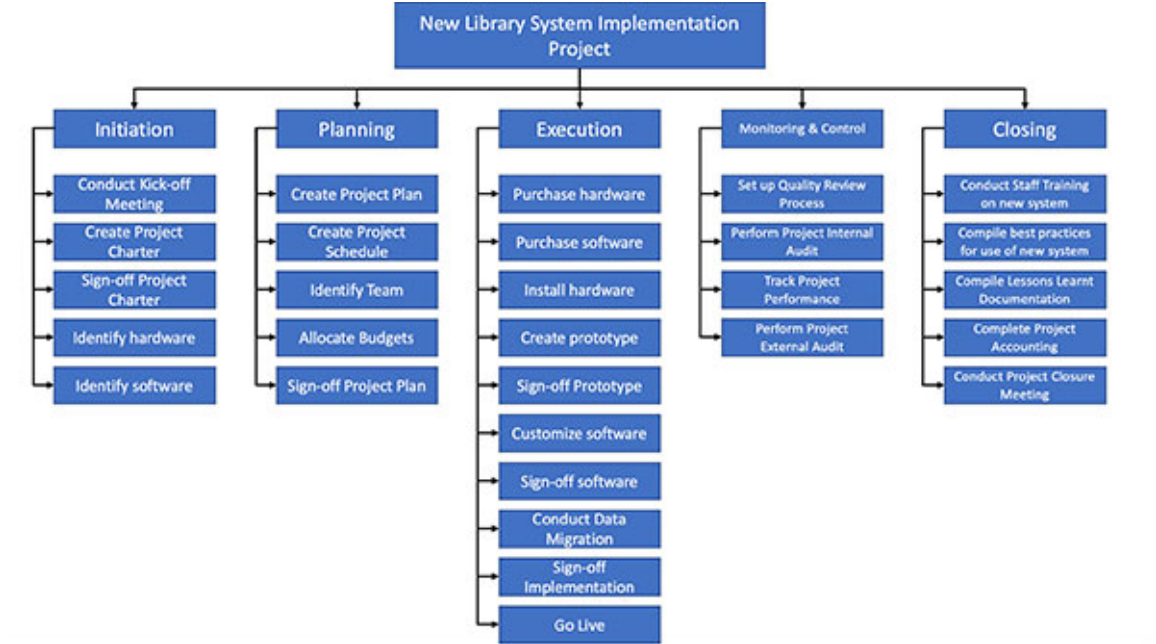 New Library System Implementation
Project
Initiation
Conduct Kick-off
Meeting
Create Project
Charter
Sign-off Project
Charter
Identify hardware
Identify software
Planning
Create Project Plan
Create Project
Schedule
Identify Team
Allocate Budgets
Sign-off Project Plan
Execution
Purchase hardware
Purchase software
Install hardware
Create prototype
Sign-off Prototype
Customize software
Sign-off software
Conduct Data
Migration
Sign-off
Implementation
Go Live
Monitoring & Control
Set up Quality Review
Process
Perform Project Internal
Audit
Track Project
Performance
Perform Project
External Audit
Closing
Conduct Staff Training
on new system
Compile best practices
for use of new system
Compile Lessons Learnt
Documentation
Complete Project
Accounting
Conduct Project Closure
Meeting